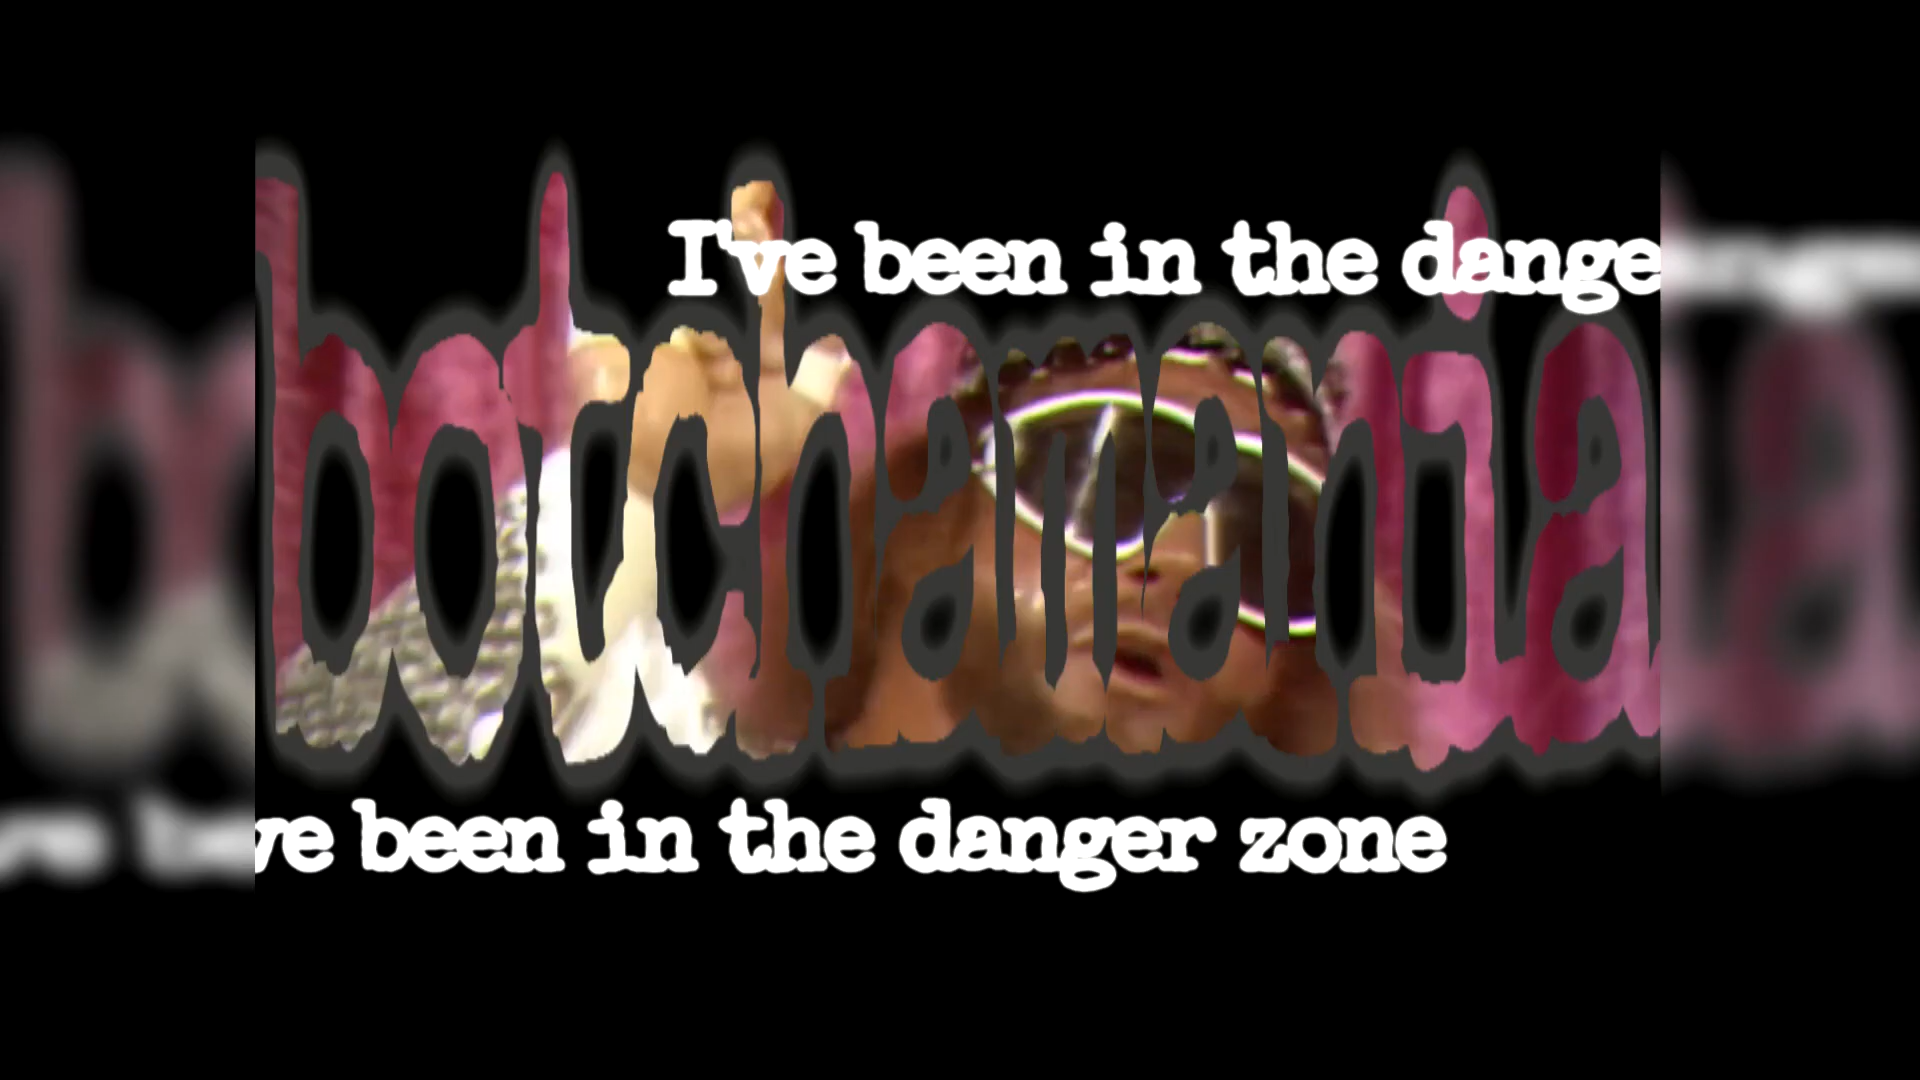 I've been in the dange
botchamania
ve been in the danger zone